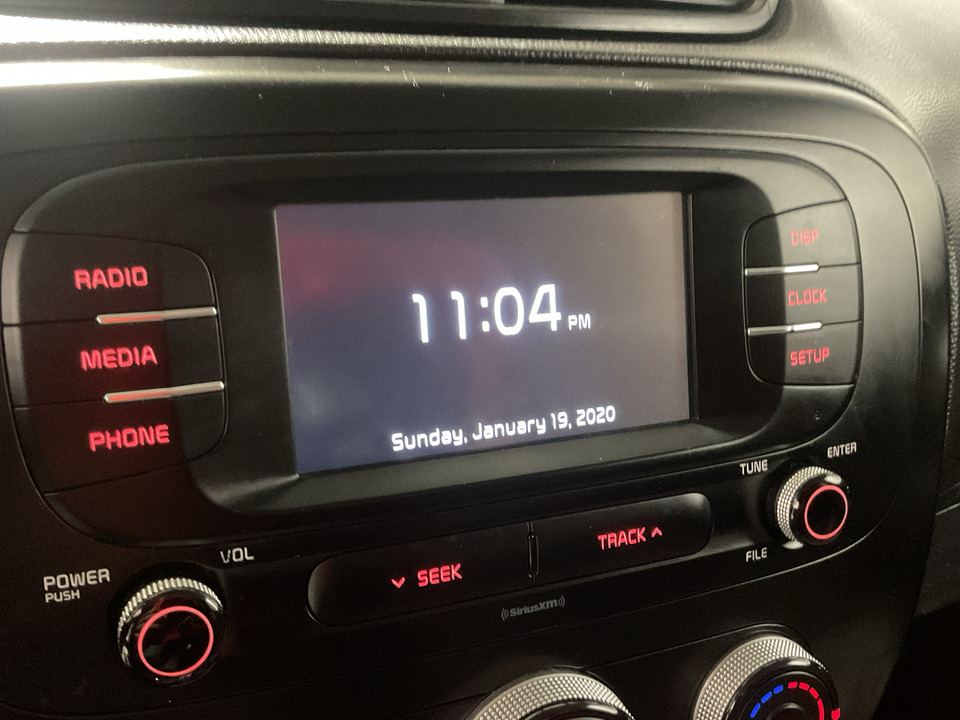 RADIO
MEDIA
PHONE
11:04 PM
Sunday, January 19, 2020
DISP
CLOCK
SETUP
TUNE
ENTER
FILE
VOL
POWER
PUSH
SEEK
TRACK
SiriusXM